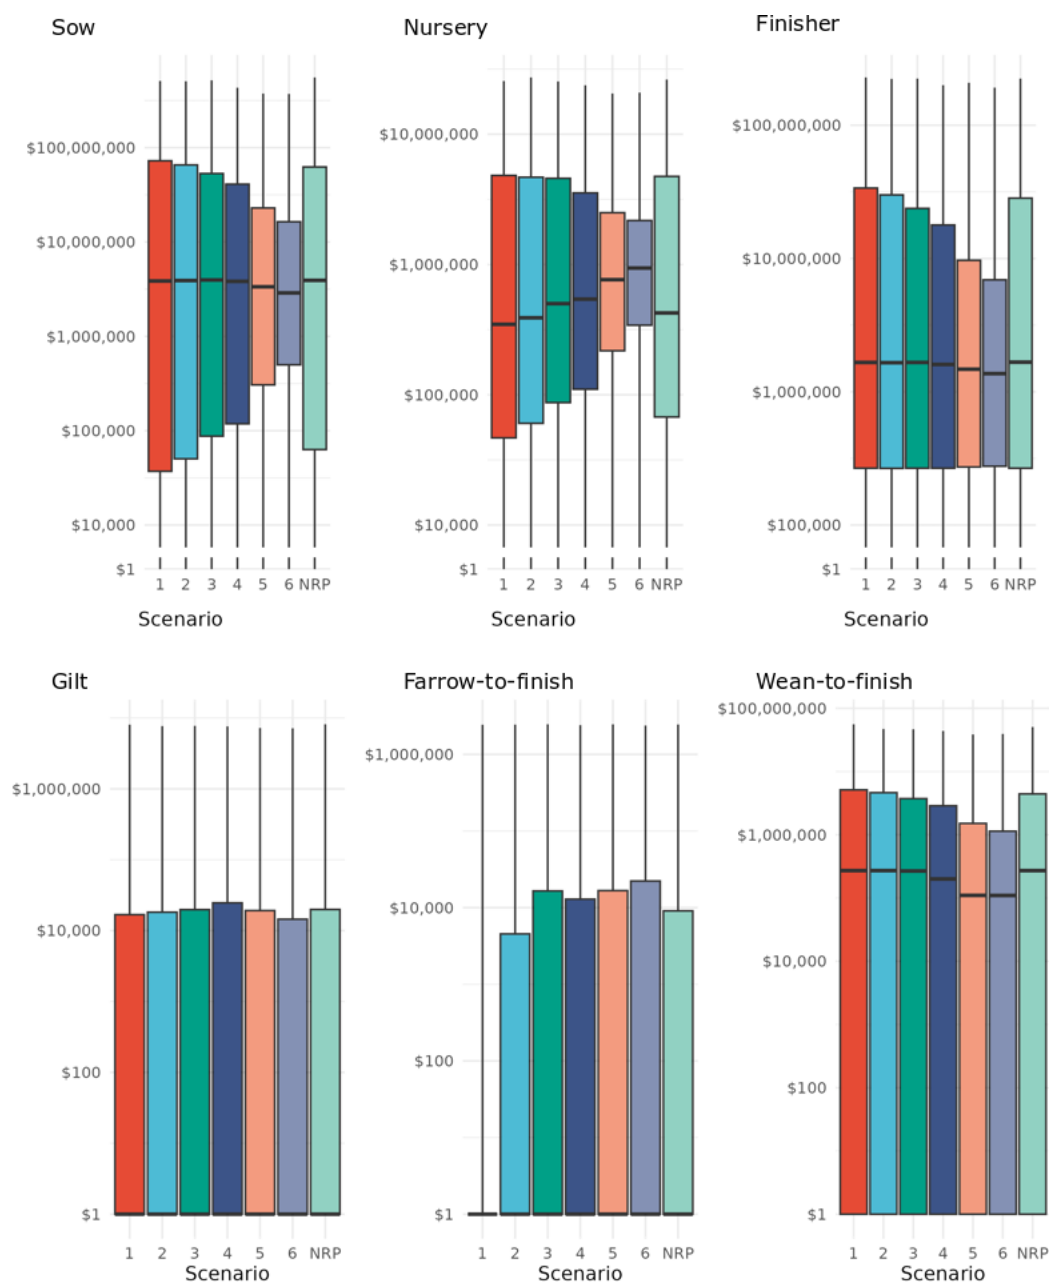 Sow
$100,000,000
$10,000,000
$1,000,000
$100,000
$10,000
$1
1 2 3 4 5 6 NRP
Scenario
Nursery
$10,000,000
$1,000,000
$100,000
$10,000
$1
1 2 3 4 5 6 NRP
Scenario
Finisher
$100,000,000
$10,000,000
$1,000,000
$100,000
$1
1 2 3 4 5 6 NRP
Scenario
Gilt
$1,000,000
$10,000
$100
$1
1 2 3 4 5 6 NRP
Scenario
Farrow-to-finish
$1,000,000
$10,000
$100
$1
1 2 3 4 5 6 NRP
Scenario
Wean-to-finish
$100,000,000
$1,000,000
$10,000
$100
$1
1 2 3 4 5 6 NRP
Scenario